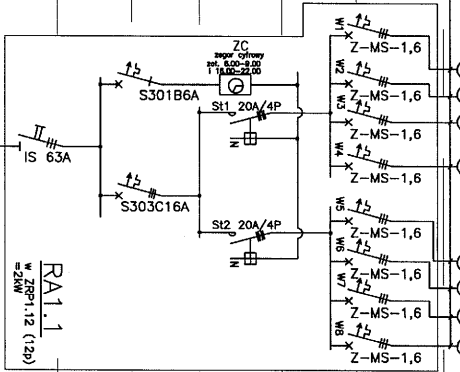 ZC
zegar cyfrowy
zał. 6.00-8.00
i 16.00-22.00
S301B6A
IS 63A
S303C16A
St1 20A/4P
N
St2 20A/4P
N
W1
Z-MS-1,6
W2
Z-MS-1,6
W3
Z-MS-1,6
W4
Z-MS-1,6
W5
Z-MS-1,6
W6
Z-MS-1,6
W7
Z-MS-1,6
W8
Z-MS-1,6
RA1.1
w ZRP1.12 (12p)
=2kW